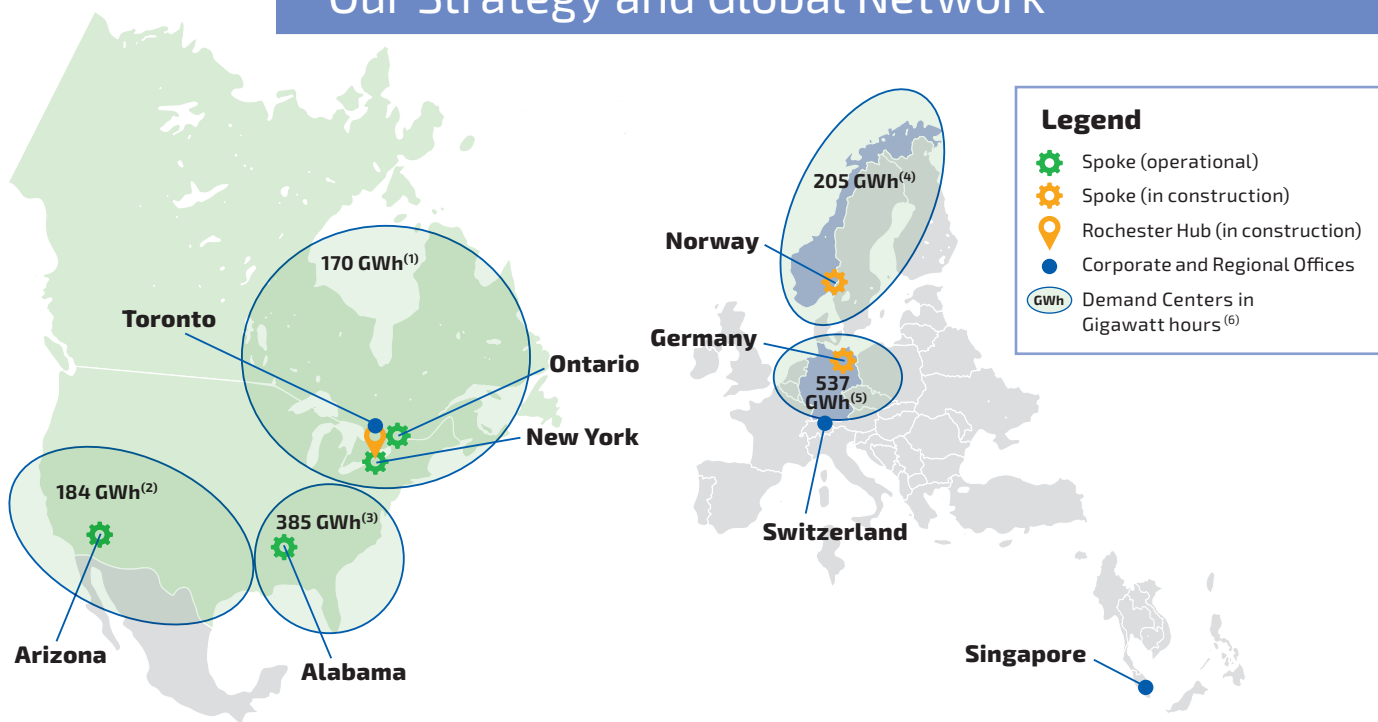 Our Strategy and Global Network
170 GWh(1)
Toronto
Ontario
New York
184 GWh(2)
385 GWh(3)
Arizona
Alabama
205 GWh(4)
Norway
Germany
537
GWh(5)
Switzerland
Singapore
Legend
Spoke (operational)
Spoke (in construction)
Rochester Hub (in construction)
Corporate and Regional Offices
GWh Demand Centers in
Gigawatt hours(6)